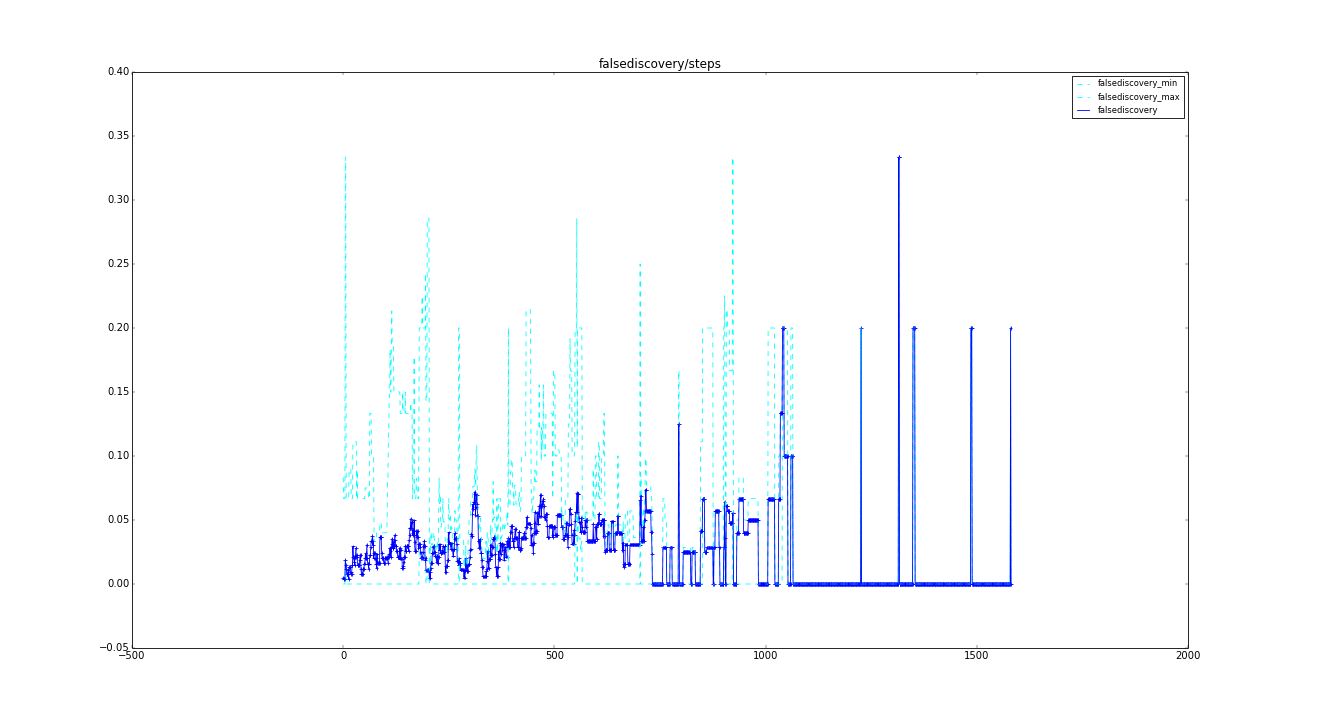 falsediscovery/steps
falsediscovery_min
falsediscovery_max
falsediscovery
0.40
0.35
0.30
0.25
0.20
0.15
0.10
0.05
0.00
−0.05
−500 0 500 1000 1500 2000